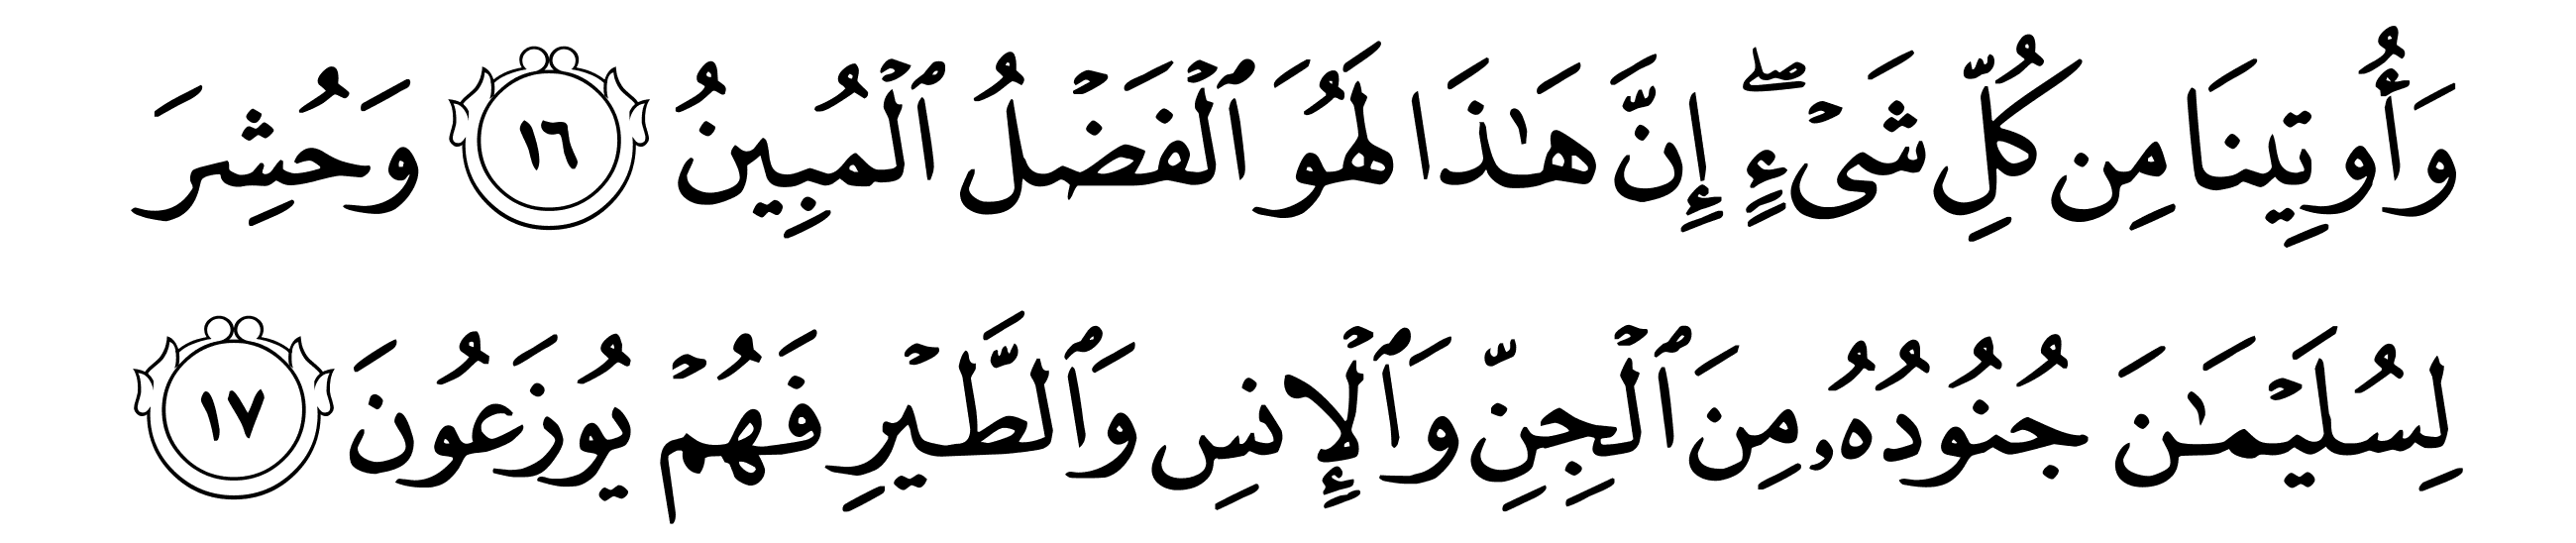 وَأُوتِينَا مِن كُلِّ شَىْءٍ ۖ إِنَّ هَـٰذَا لَهُوَ ٱلْفَضْلُ ٱلْمُبِينُ ١٦ وَحُشِرَ
لِسُلَيْمَـٰنَ جُنُودُهُۥ مِنَ ٱلْجِنِّ وَٱلْإِنسِ وَٱلطَّيْرِ فَهُمْ يُوزَعُونَ ١٧